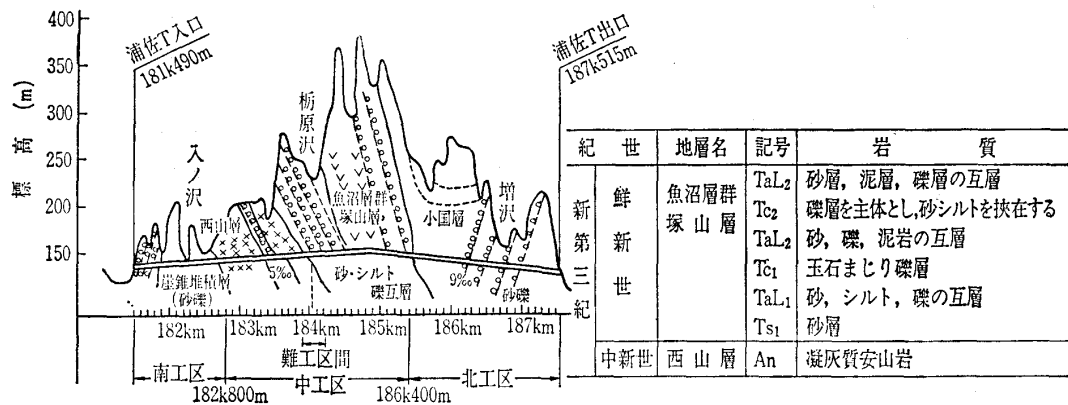 標高 (m)
400
350
300
250
200
150
浦佐T入口
181k490m
浦佐T出口
187k515m
入ノ沢
栃原沢
増沢
西山層
魚沼層群
塚山層
小国層
崖錐堆積層
(砂礫)
5‰
砂・シルト
礫互層
9‰
砂礫
182km
183km
184km
185km
186km
187km
難工区間
南工区
中工区
北工区
182k800m
186k400m
紀 世 地層名 記号 岩質
新第三紀
鮮新世
魚沼層群
塚山層
TaL₂ 砂層，泥層，礫層の互層
Tc₂ 礫層を主体とし，砂シルトを挟在する
TaL₂ 砂，礫，泥岩の互層
Tc₁ 玉石まじり礫層
TaL₁ 砂，シルト，礫の互層
Ts₁ 砂層
中新世 西山層 An 凝灰質安山岩